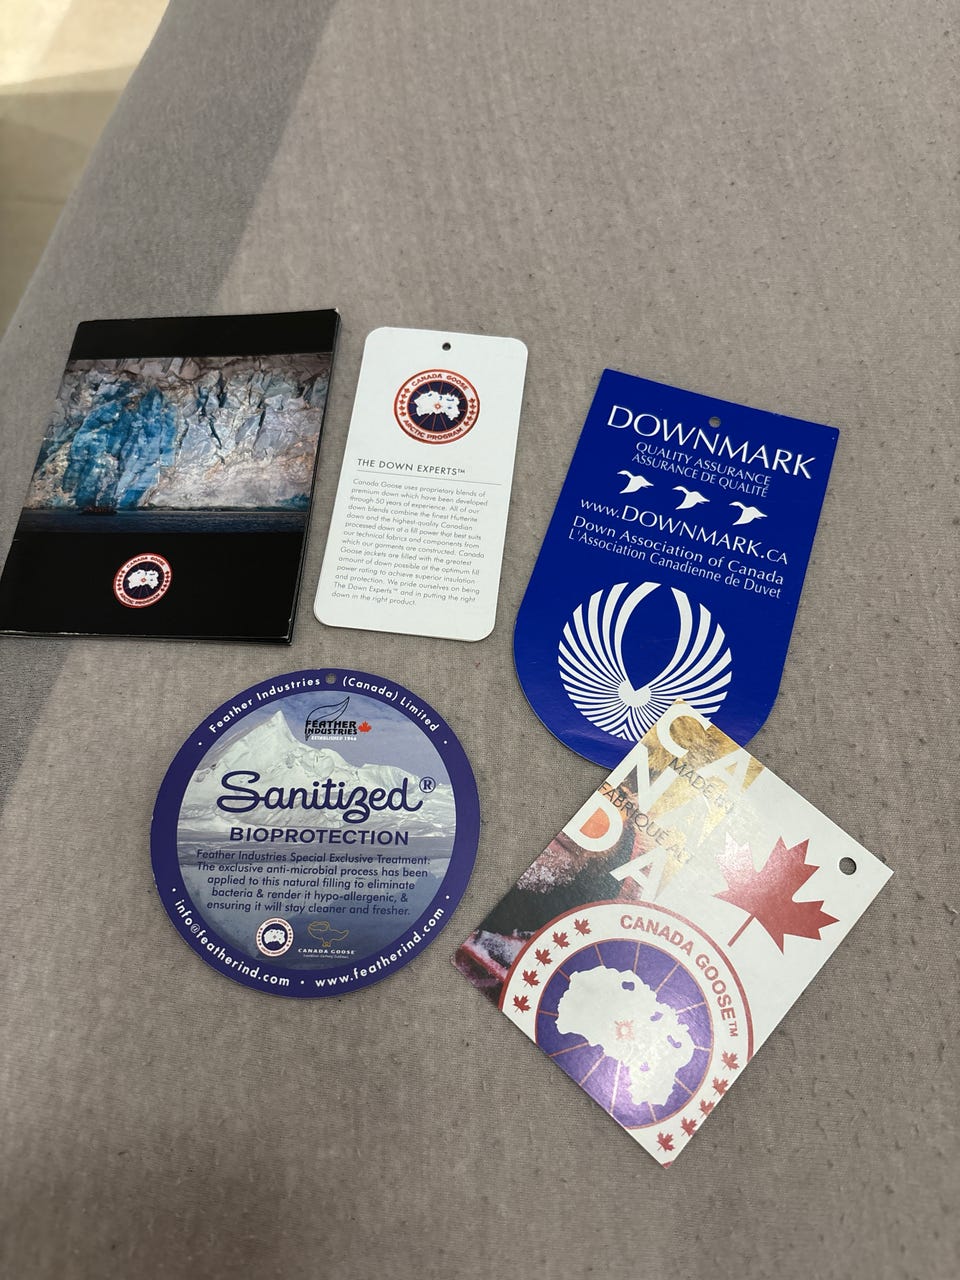 CANADA GOOSE
ARCTIC PROGRAM
CANADA GOOSE
ARCTIC PROGRAM
THE DOWN EXPERTS™
Canada Goose uses proprietary blends of
premium down which have been developed
through 50 years of experience. All of our
down blends combine the finest Hutterite
down and the highest-quality Canadian
down processed at a fill power that best suits
our technical fabrics and components from
which our garments are constructed. Canada
Goose jackets are filled with the greatest
amount of down possible at the optimum fill
power rating to achieve superior insulation
and protection. We pride ourselves on being
The Down Experts™ and in putting the right
down in the right product.
DOWNMARK
QUALITY ASSURANCE
ASSURANCE DE QUALITÉ
www.DOWNMARK.CA
Down Association of Canada
L'Association Canadienne de Duvet
Feather Industries (Canada) Limited
FEATHER
INDUSTRIES
ESTABLISHED 1946
Sanitized®
BIOPROTECTION
Feather Industries Special Exclusive Treatment:
The exclusive anti-microbial process has been
applied to this natural filling to eliminate
bacteria & render it hypo-allergenic, &
ensuring it will stay cleaner and fresher.
CANADA GOOSE
info@featherind.com • www.featherind.com
CA
NA
DA
MADE IN
FABRIQUÉ AU
CANADA GOOSE™